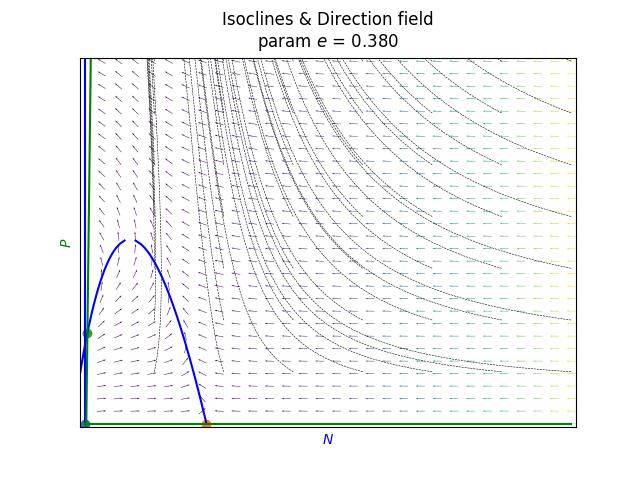 Isoclines & Direction field
param e = 0.380
P
N